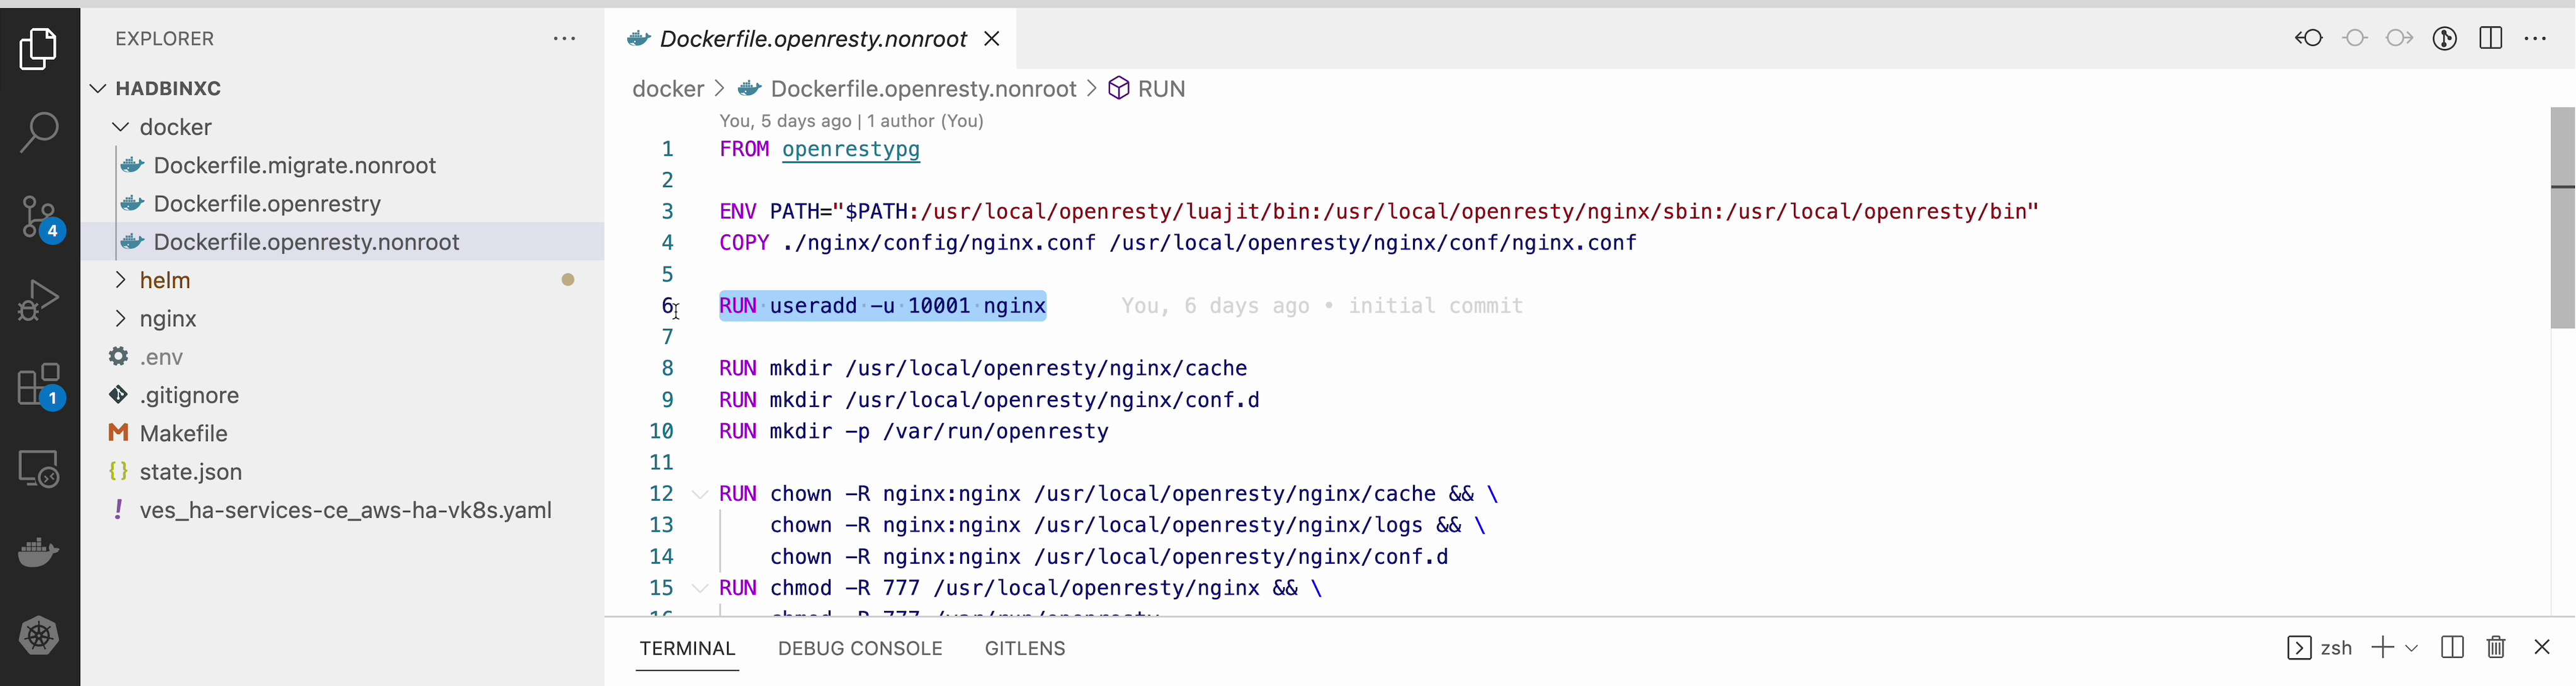 EXPLORER
HADBINXC
docker
Dockerfile.migrate.nonroot
Dockerfile.openrestry
Dockerfile.openresty.nonroot
helm
nginx
.env
.gitignore
Makefile
state.json
ves_ha-services-ce_aws-ha-vk8s.yaml
4
1
Dockerfile.openresty.nonroot
docker > Dockerfile.openresty.nonroot > RUN
You, 5 days ago | 1 author (You)
1 FROM openrestypg
2
3 ENV PATH="$PATH:/usr/local/openresty/luajit/bin:/usr/local/openresty/nginx/sbin:/usr/local/openresty/bin"
4 COPY ./nginx/config/nginx.conf /usr/local/openresty/nginx/conf/nginx.conf
5
6 RUN useradd -u 10001 nginx You, 6 days ago • initial commit
7
8 RUN mkdir /usr/local/openresty/nginx/cache
9 RUN mkdir /usr/local/openresty/nginx/conf.d
10 RUN mkdir -p /var/run/openresty
11
12 RUN chown -R nginx:nginx /usr/local/openresty/nginx/cache && \
13 chown -R nginx:nginx /usr/local/openresty/nginx/logs && \
14 chown -R nginx:nginx /usr/local/openresty/nginx/conf.d
15 RUN chmod -R 777 /usr/local/openresty/nginx && \
16 chmod -R 777 /var/run/openresty
TERMINAL DEBUG CONSOLE GITLENS
zsh